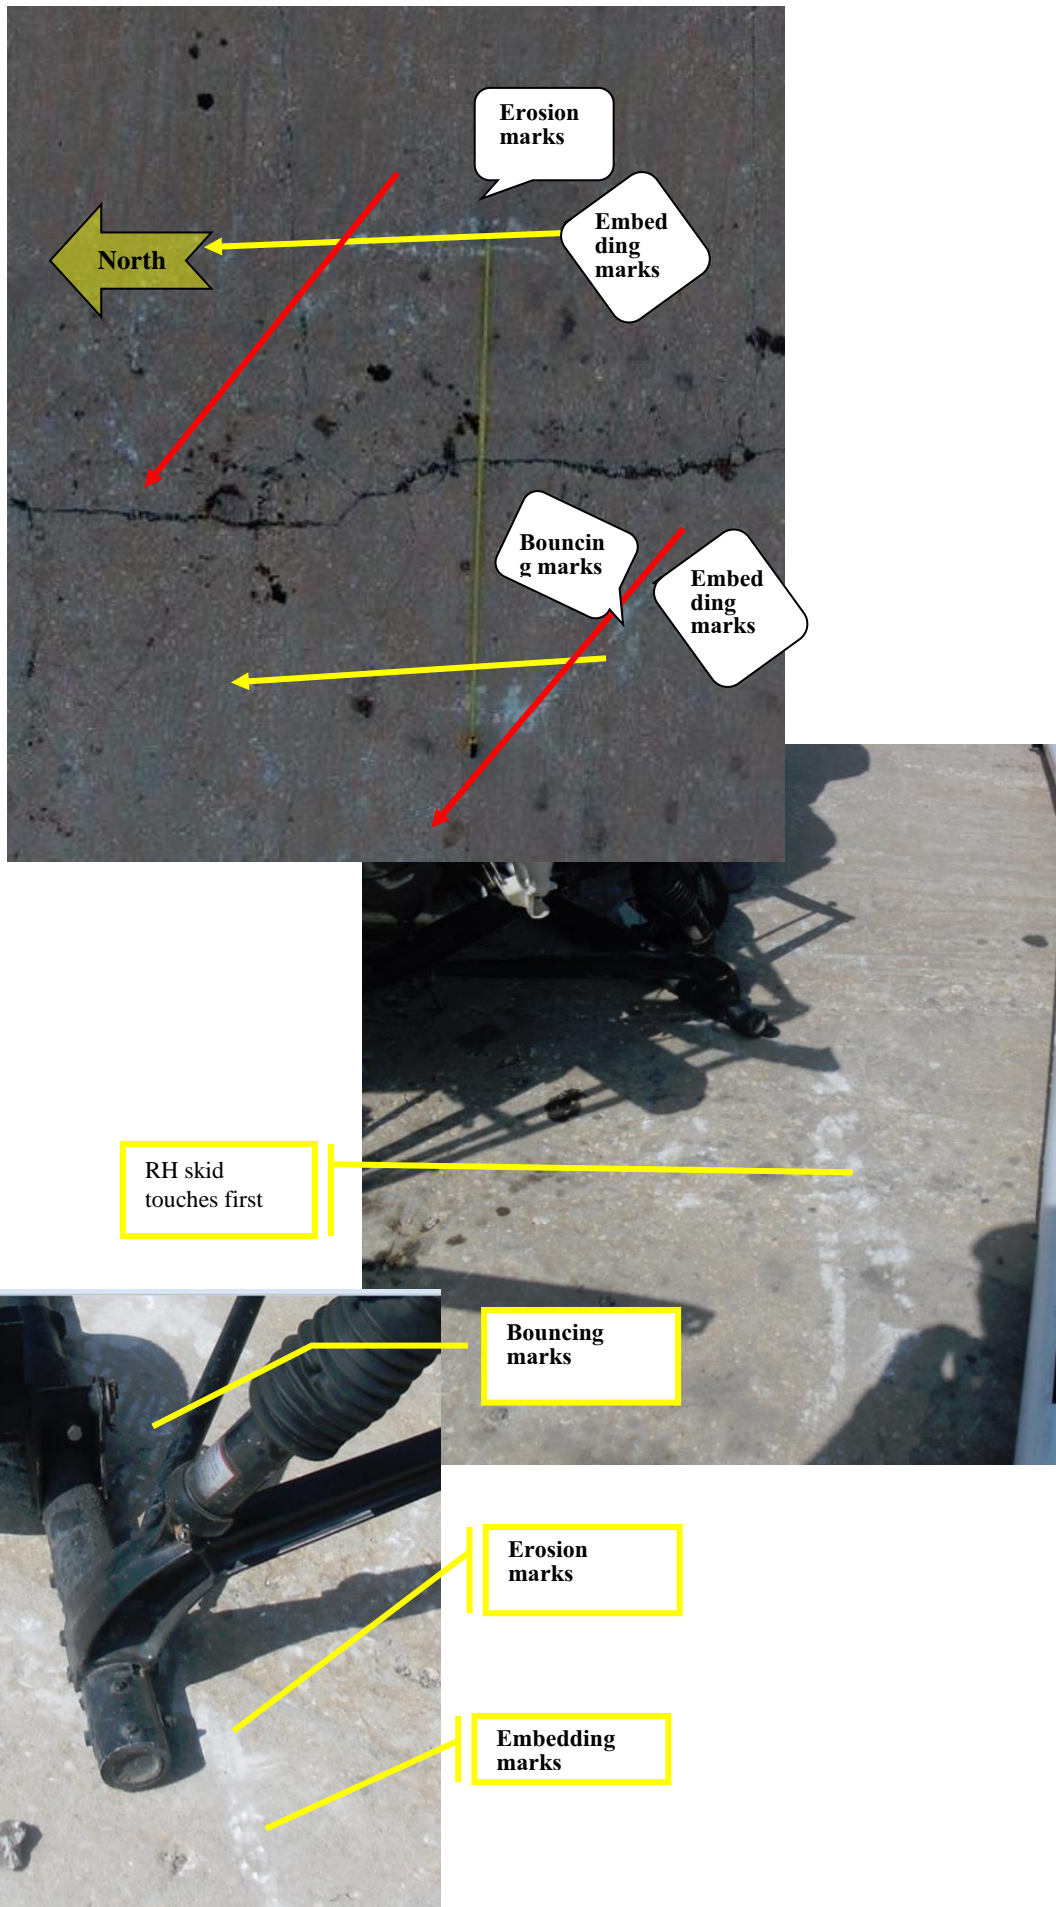 Erosion
marks
Embed
ding
marks
North
Bouncin
g marks
Embed
ding
marks
RH skid
touches first
Bouncing
marks
Erosion
marks
Embedding
marks